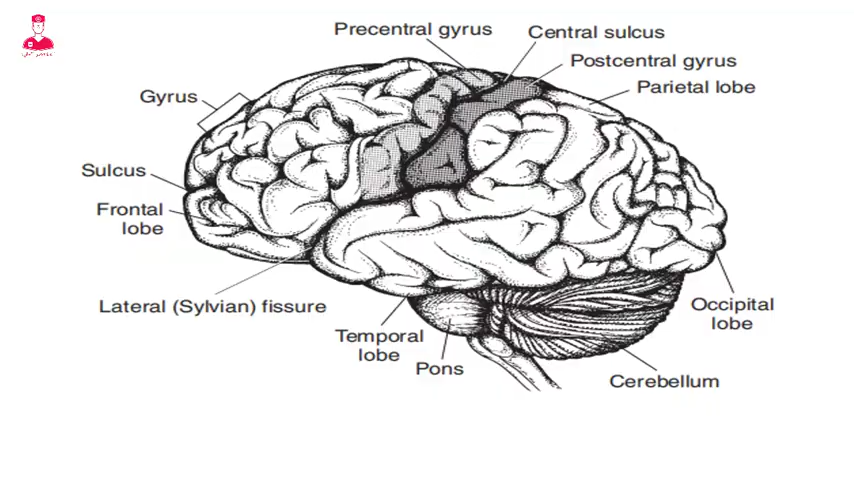 Precentral gyrus
Central sulcus
Postcentral gyrus
Parietal lobe
Gyrus
Sulcus
Frontal
lobe
Lateral (Sylvian) fissure
Occipital
lobe
Temporal
lobe
Pons
Cerebellum